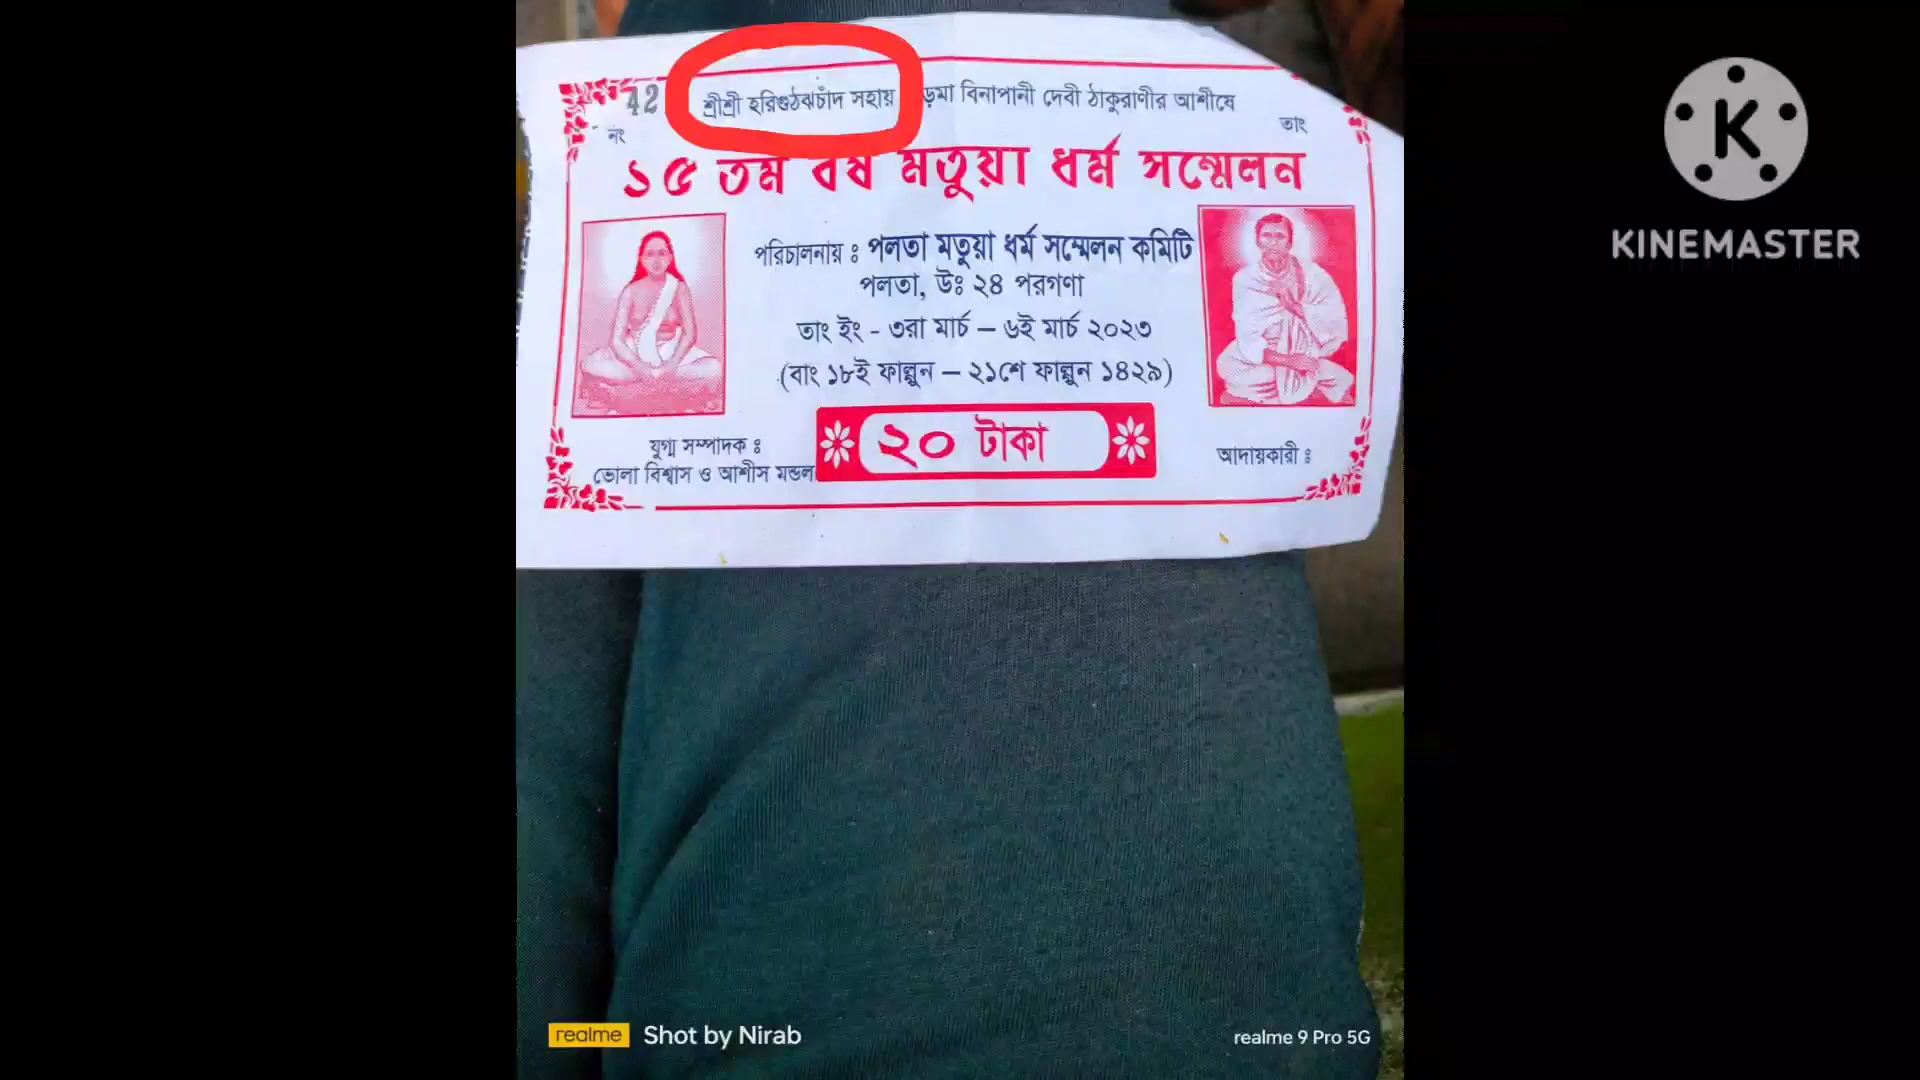 42 শ্রীশ্রী হরিগুঠঝচাঁদ সহায় ড়মা বিনাপানী দেবী ঠাকুরাণীর আশীষে
নং
তাং
১৫ তম বর্ষ মতুয়া ধর্ম সম্মেলন
পরিচালনায় ঃ পলতা মতুয়া ধর্ম সম্মেলন কমিটি
পলতা, উঃ ২৪ পরগণা
তাং ইং - ৩রা মার্চ – ৬ই মার্চ ২০২৩
(বাং ১৮ই ফাল্গুন – ২১শে ফাল্গুন ১৪২৯)
২০ টাকা
যুগ্ম সম্পাদক ঃ
ভোলা বিশ্বাস ও আশীস মন্ডল
আদায়কারী ঃ
K
KINEMASTER
realme Shot by Nirab
realme 9 Pro 5G